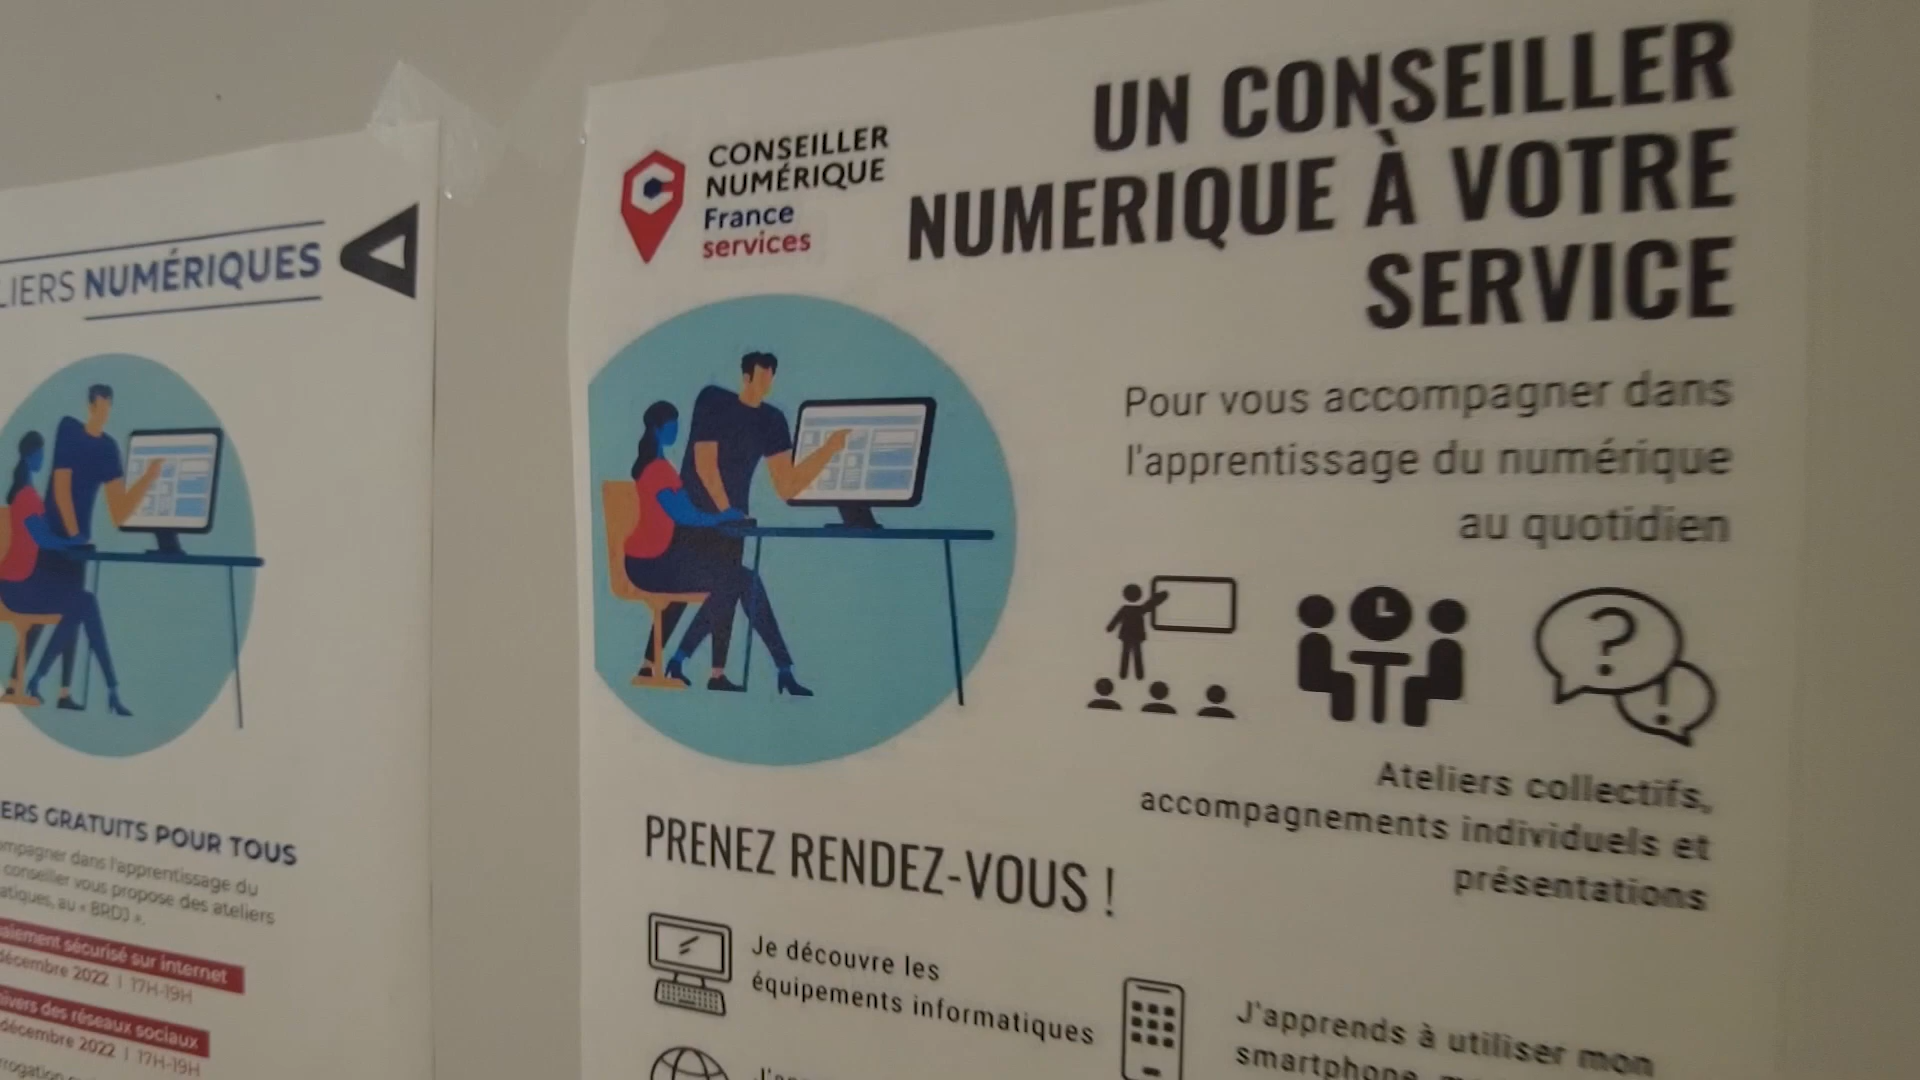 LIERS NUMÉRIQUES
ERS GRATUITS POUR TOUS
ompagner dans l'apprentissage du
conseiller vous propose des ateliers
atiques, au « BRDJ ».
aiement sécurisé sur internet
décembre 2022 | 17H-19H
ivers des réseaux sociaux
décembre 2022 | 17H-19H
CONSEILLER
NUMÉRIQUE
France
services
UN CONSEILLER
NUMERIQUE À VOTRE
SERVICE
Pour vous accompagner dans
l'apprentissage du numérique
au quotidien
Ateliers collectifs,
accompagnements individuels et
présentations
PRENEZ RENDEZ-VOUS !
Je découvre les
équipements informatiques
J'apprends à utiliser mon
smartphone